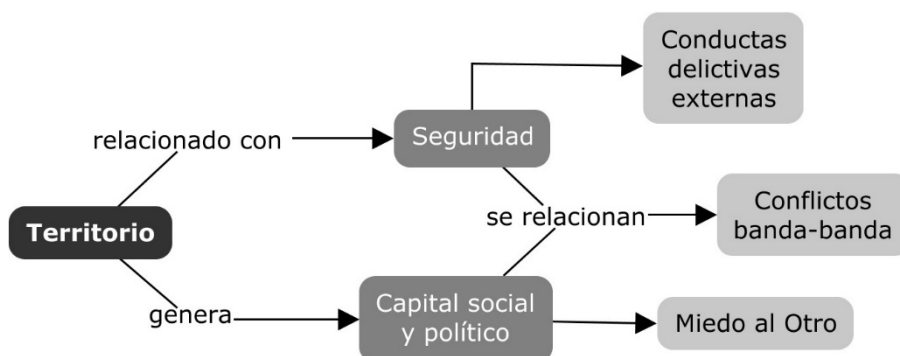 Conductas
delictivas
externas
relacionado con
Seguridad
Territorio
se relacionan
Conflictos
banda-banda
genera
Capital social
y político
Miedo al Otro